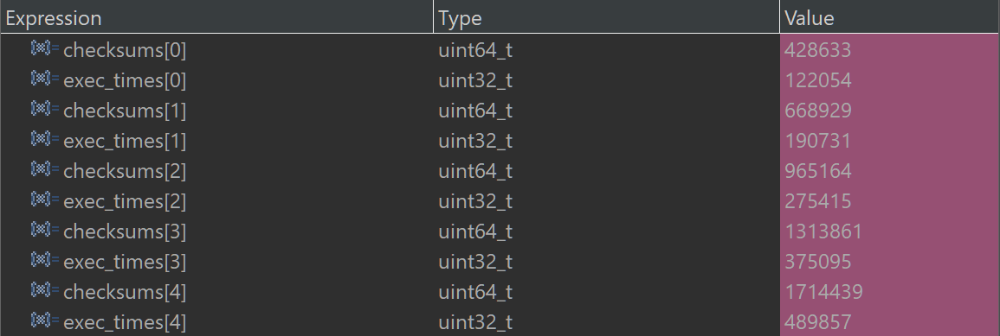 Expression Type Value
checksums[0] uint64_t 428633
exec_times[0] uint32_t 122054
checksums[1] uint64_t 668929
exec_times[1] uint32_t 190731
checksums[2] uint64_t 965164
exec_times[2] uint32_t 275415
checksums[3] uint64_t 1313861
exec_times[3] uint32_t 375095
checksums[4] uint64_t 1714439
exec_times[4] uint32_t 489857